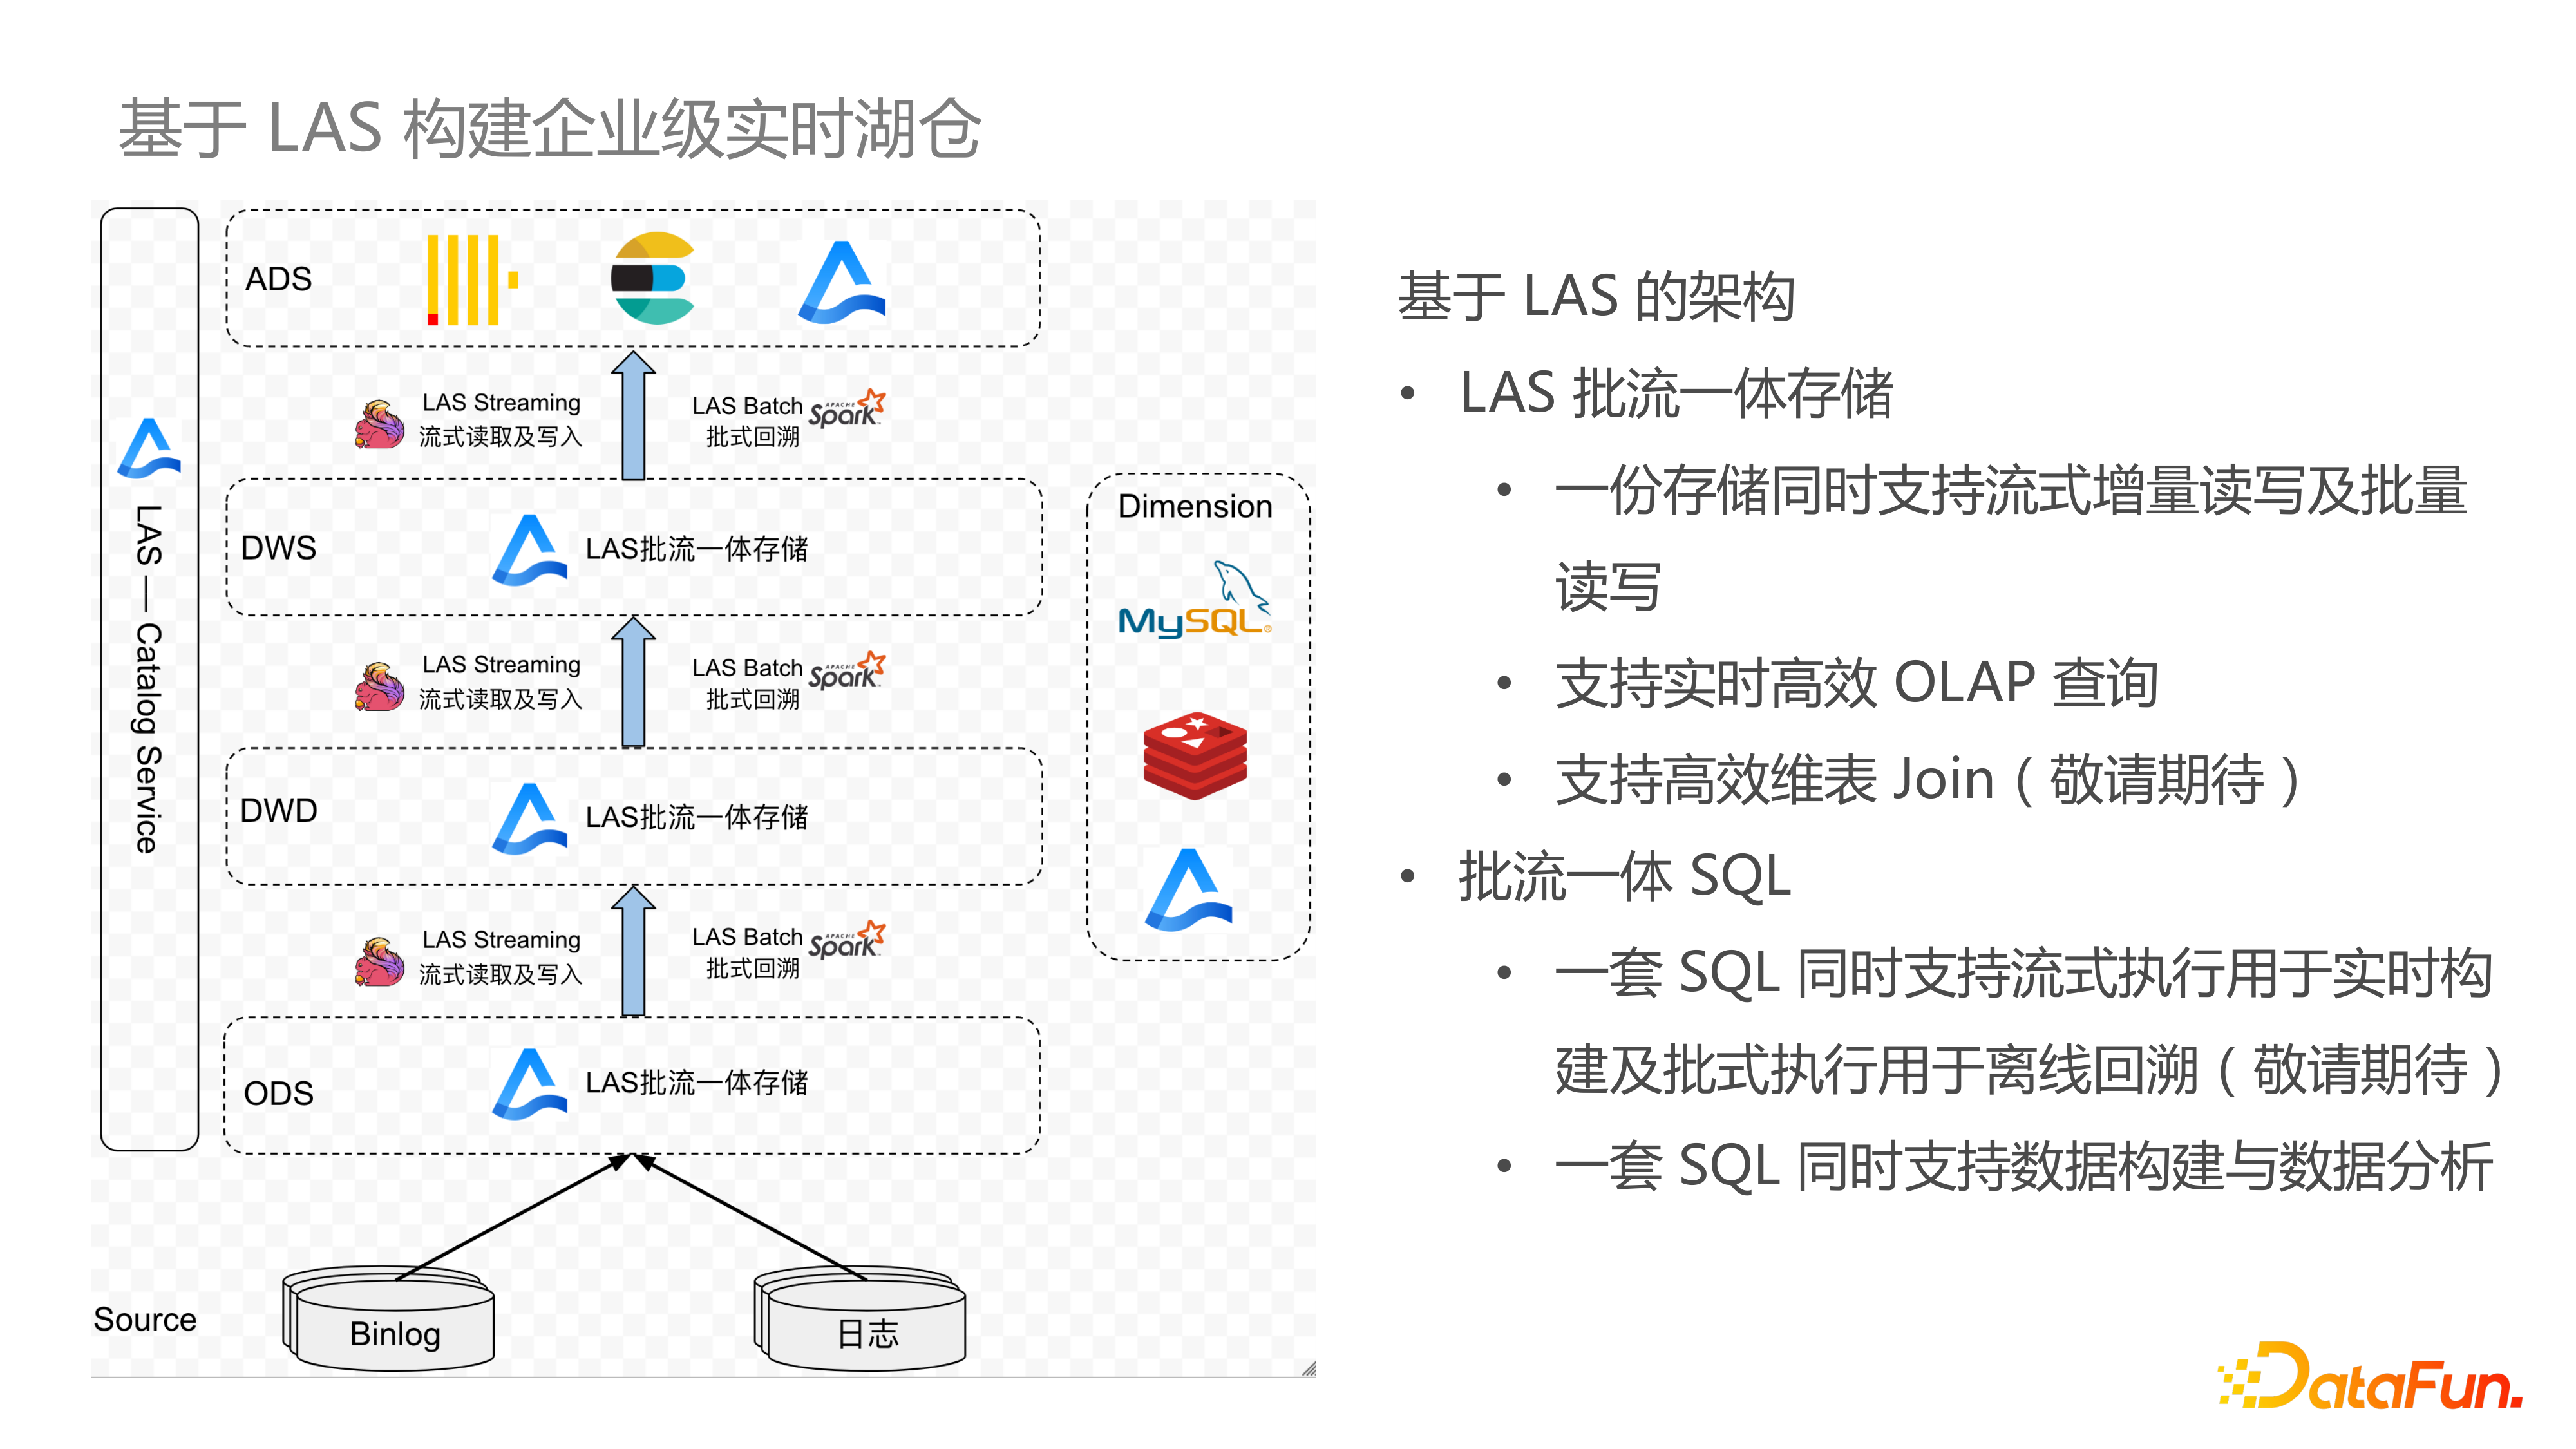 基于 LAS 构建企业级实时湖仓
LAS — Catalog Service
ADS
LAS Streaming
流式读取及写入
LAS Batch
批式回溯
APACHE
Spark
DWS
LAS批流一体存储
LAS Streaming
流式读取及写入
LAS Batch
批式回溯
APACHE
Spark
DWD
LAS批流一体存储
LAS Streaming
流式读取及写入
LAS Batch
批式回溯
APACHE
Spark
ODS
LAS批流一体存储
Source
Binlog
日志
Dimension
MySQL®
基于 LAS 的架构
• LAS 批流一体存储
• 一份存储同时支持流式增量读写及批量
读写
• 支持实时高效 OLAP 查询
• 支持高效维表 Join（敬请期待）
• 批流一体 SQL
• 一套 SQL 同时支持流式执行用于实时构
建及批式执行用于离线回溯（敬请期待）
• 一套 SQL 同时支持数据构建与数据分析
DataFun.